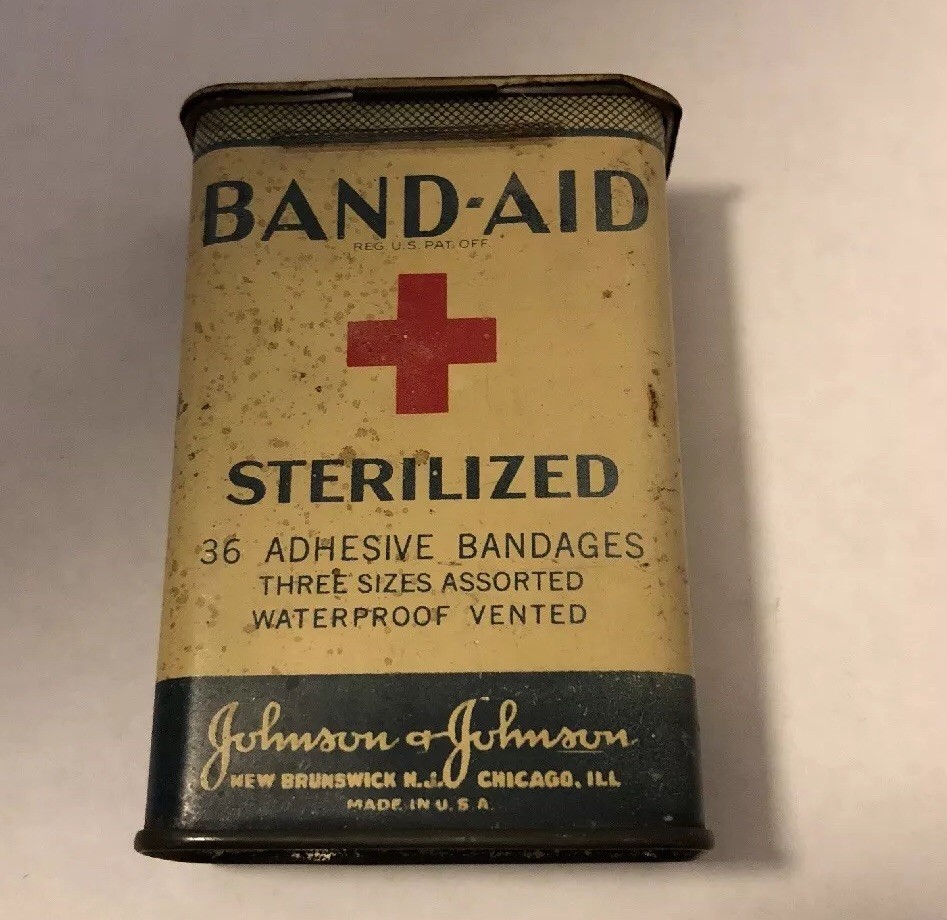 BAND-AID
REG. U.S. PAT. OFF.
STERILIZED
36 ADHESIVE BANDAGES
THREE SIZES ASSORTED
WATERPROOF VENTED
Johnson & Johnson
NEW BRUNSWICK N.J. CHICAGO, ILL
MADE IN U.S.A.